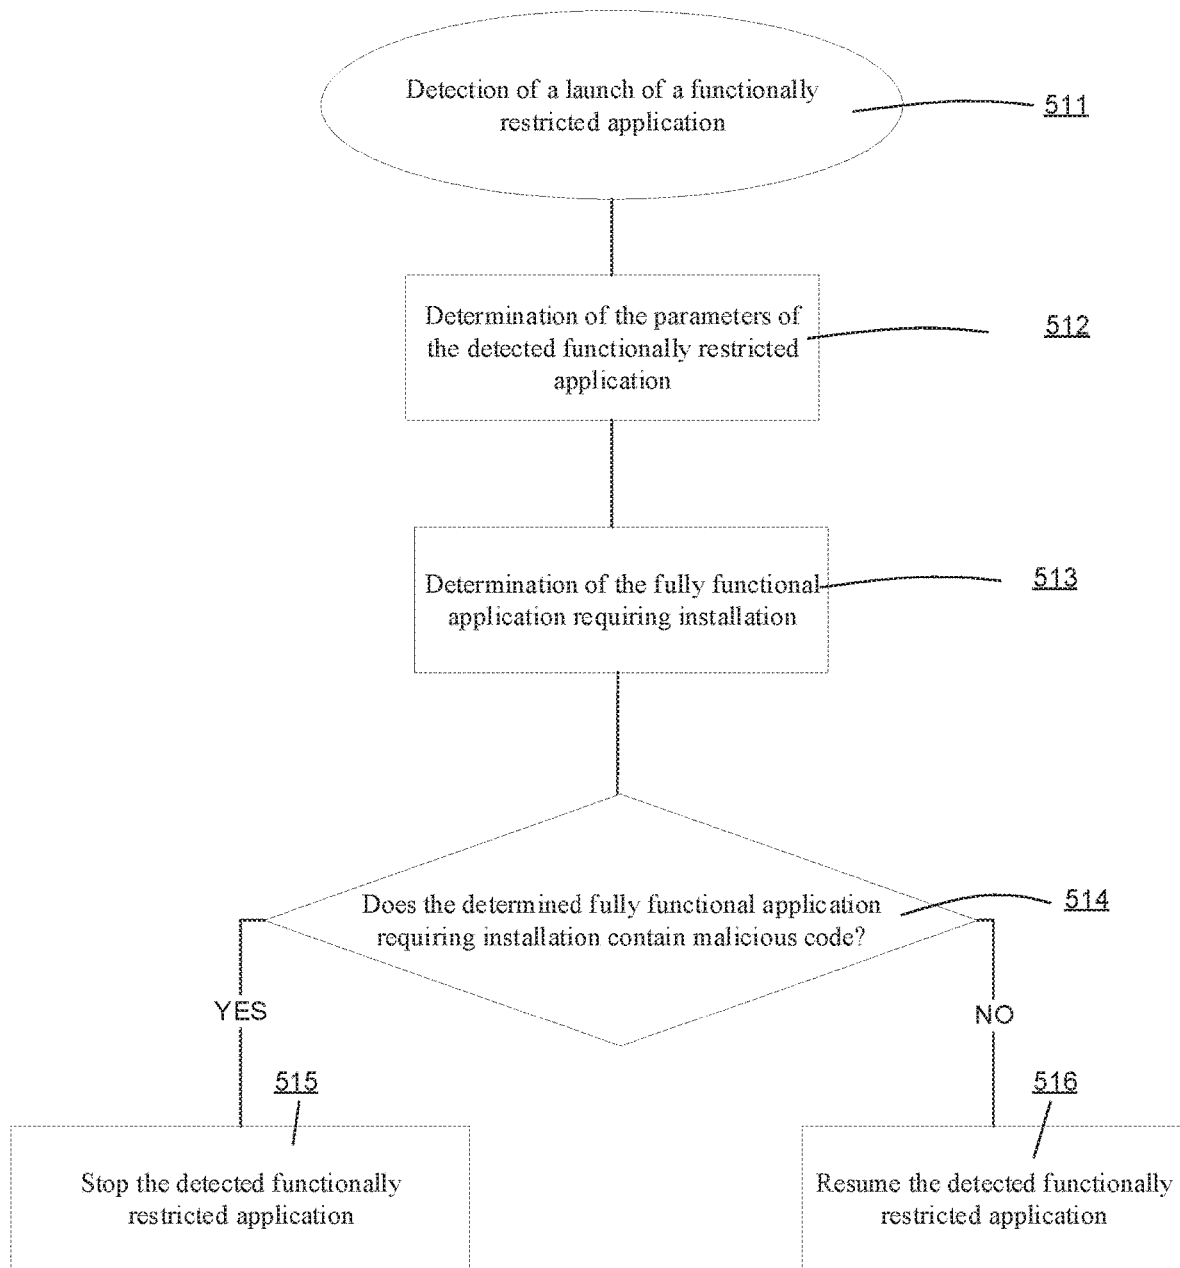 Detection of a launch of a functionally
restricted application
511
Determination of the parameters of
the detected functionally restricted
application
512
Determination of the fully functional
application requiring installation
513
Does the determined fully functional application
requiring installation contain malicious code?
514
YES
NO
515
516
Stop the detected functionally
restricted application
Resume the detected functionally
restricted application